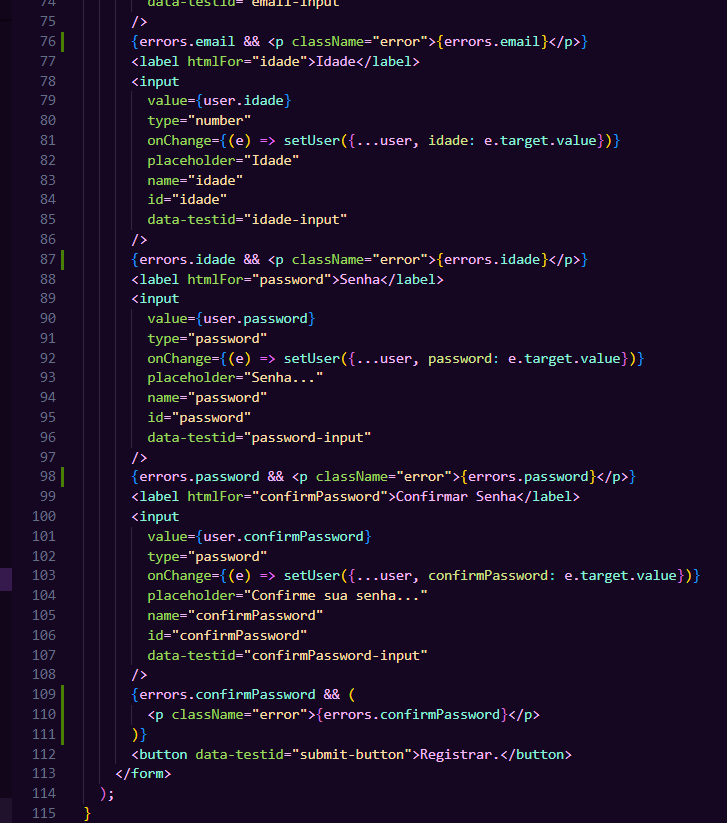 74 data-testid="email-input"
75 />
76 {errors.email && <p className="error">{errors.email}</p>}
77 <label htmlFor="idade">Idade</label>
78 <input
79 value={user.idade}
80 type="number"
81 onChange={(e) => setUser({...user, idade: e.target.value})}
82 placeholder="Idade"
83 name="idade"
84 id="idade"
85 data-testid="idade-input"
86 />
87 {errors.idade && <p className="error">{errors.idade}</p>}
88 <label htmlFor="password">Senha</label>
89 <input
90 value={user.password}
91 type="password"
92 onChange={(e) => setUser({...user, password: e.target.value})}
93 placeholder="Senha..."
94 name="password"
95 id="password"
96 data-testid="password-input"
97 />
98 {errors.password && <p className="error">{errors.password}</p>}
99 <label htmlFor="confirmPassword">Confirmar Senha</label>
100 <input
101 value={user.confirmPassword}
102 type="password"
103 onChange={(e) => setUser({...user, confirmPassword: e.target.value})}
104 placeholder="Confirme sua senha..."
105 name="confirmPassword"
106 id="confirmPassword"
107 data-testid="confirmPassword-input"
108 />
109 {errors.confirmPassword && (
110 <p className="error">{errors.confirmPassword}</p>
111 )}
112 <button data-testid="submit-button">Registrar.</button>
113 </form>
114 );
115 }